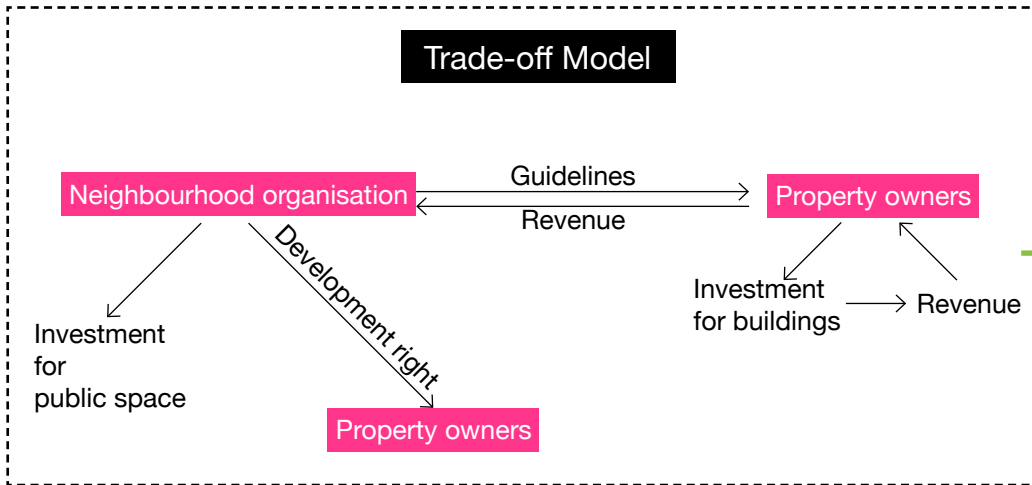 Trade-off Model
Neighbourhood organisation
Guidelines
Revenue
Property owners
Development right
Investment
for
public space
Investment
for buildings
Revenue
Property owners